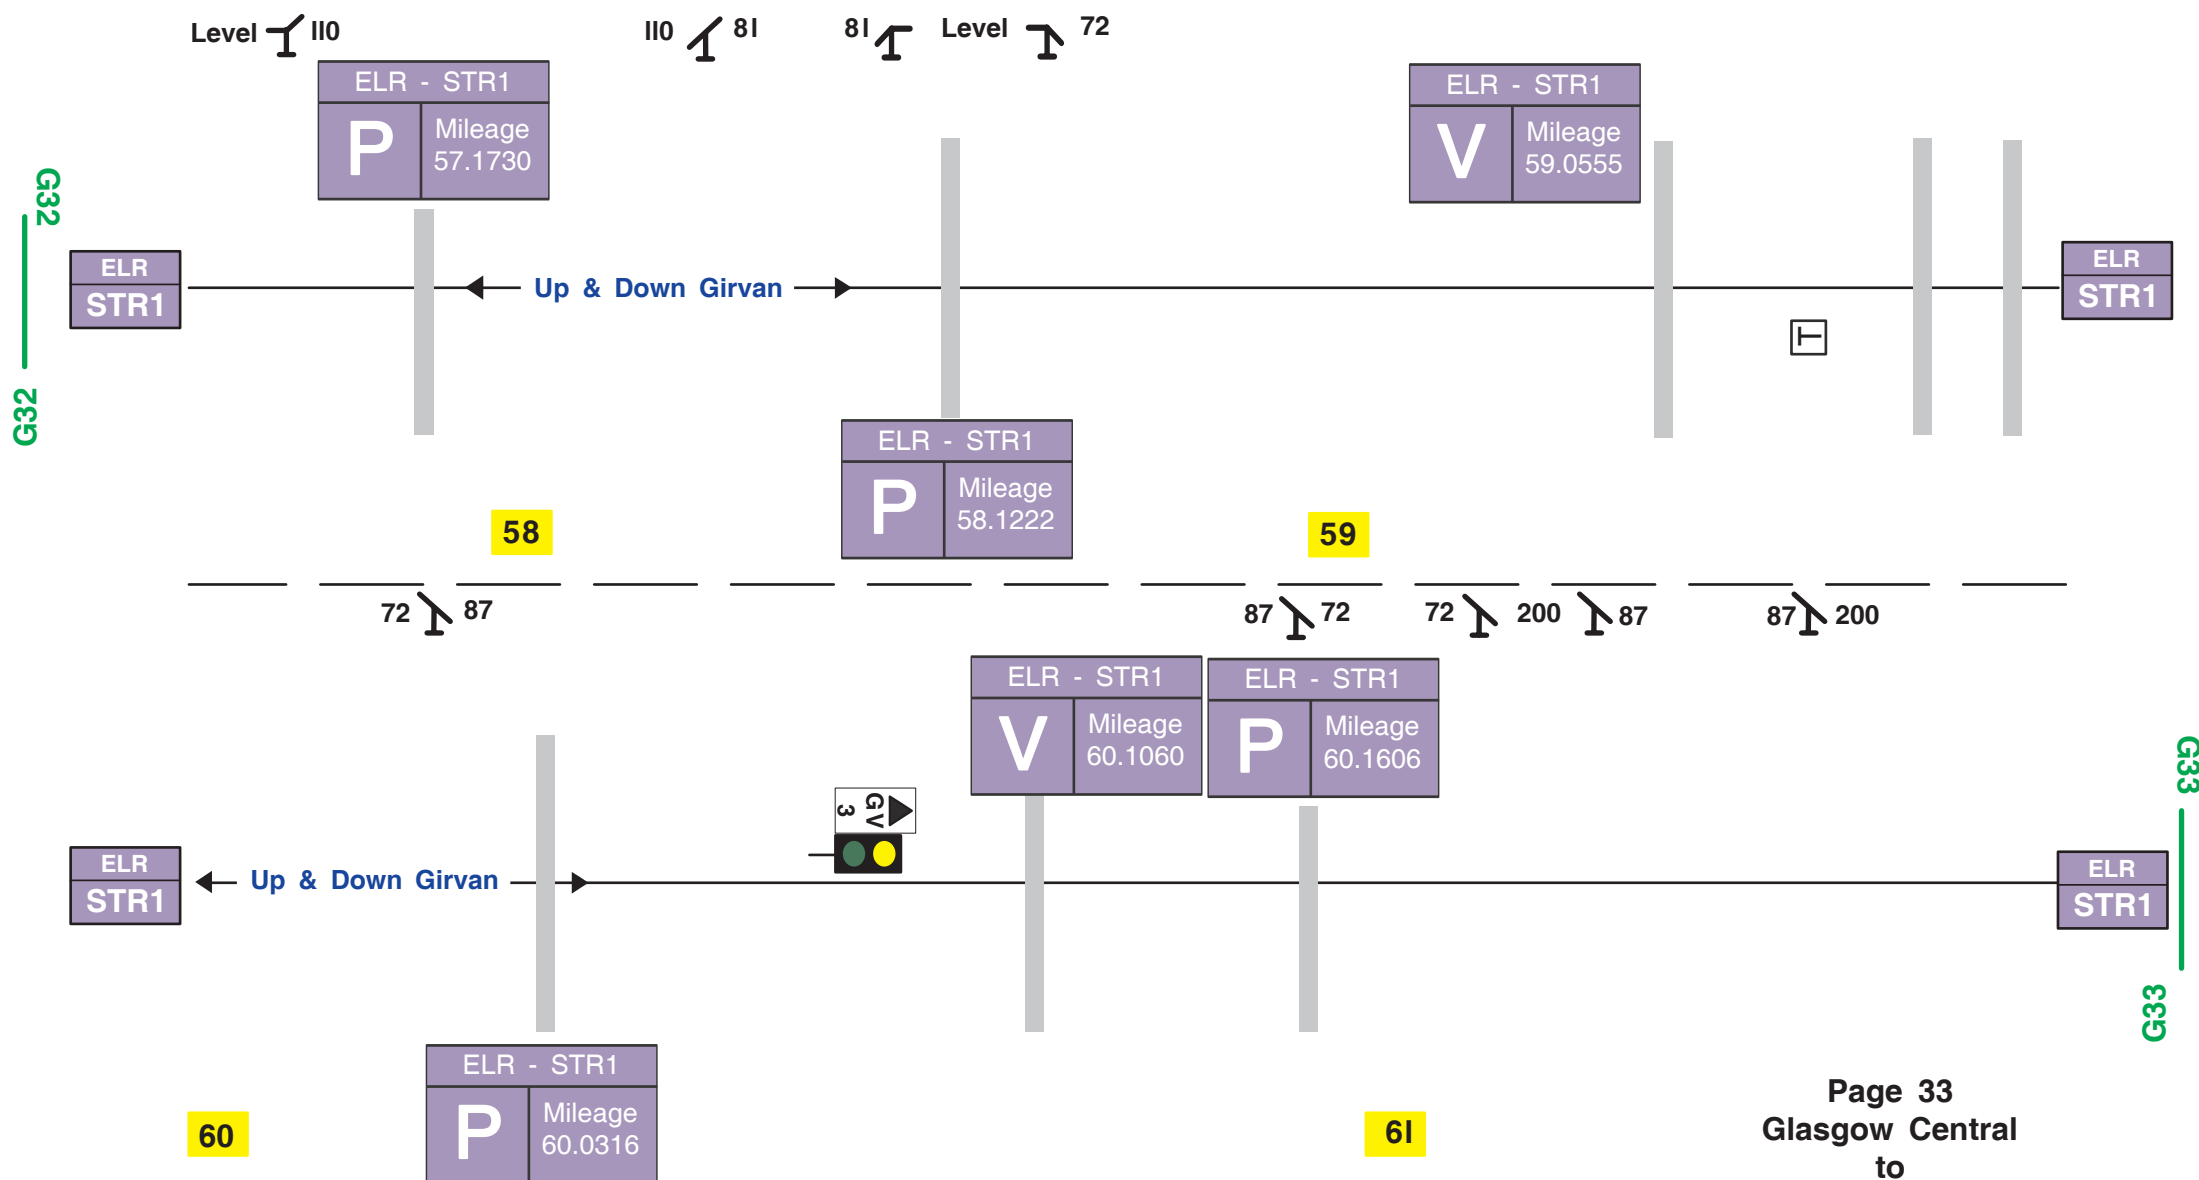 Level 110
110 81
81 Level 72
ELR - STR1
P Mileage
57.1730
ELR - STR1
V Mileage
59.0555
G32
ELR
STR1
Up & Down Girvan
ELR
STR1
T
G32
ELR - STR1
P Mileage
58.1222
58
59
72 87
87 72
72 200 87
87 200
ELR - STR1
V Mileage
60.1060
ELR - STR1
P Mileage
60.1606
G33
GV
3
ELR
STR1
Up & Down Girvan
ELR
STR1
G33
ELR - STR1
P Mileage
60.0316
60
61
Page 33
Glasgow Central
to